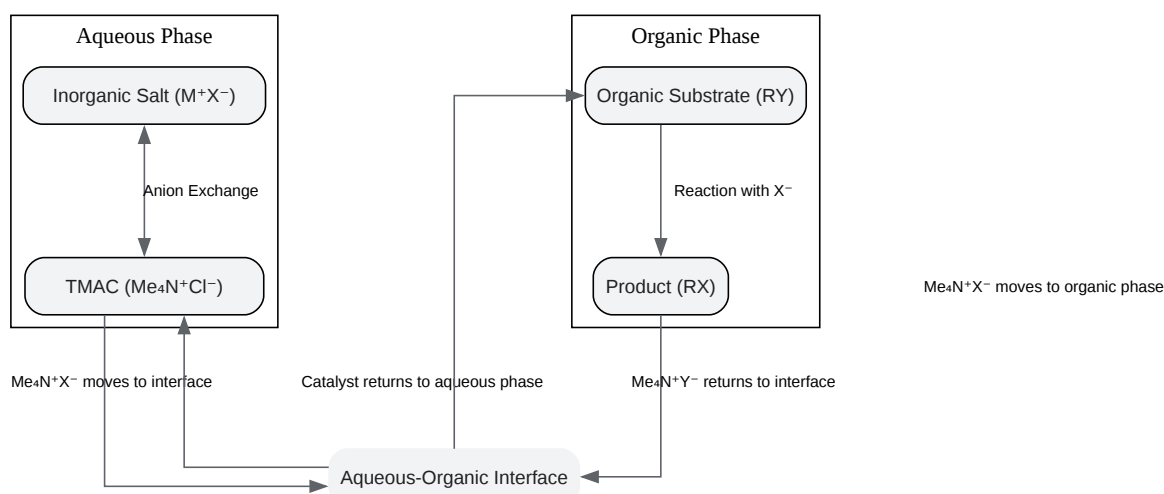 Aqueous Phase
Organic Phase
Inorganic Salt (M⁺X⁻)
Organic Substrate (RY)
Anion Exchange
Reaction with X⁻
TMAC (Me₄N⁺Cl⁻)
Product (RX)
Me₄N⁺X⁻ moves to organic phase
Me₄N⁺X⁻ moves to interface
Catalyst returns to aqueous phase
Me₄N⁺Y⁻ returns to interface
Aqueous-Organic Interface